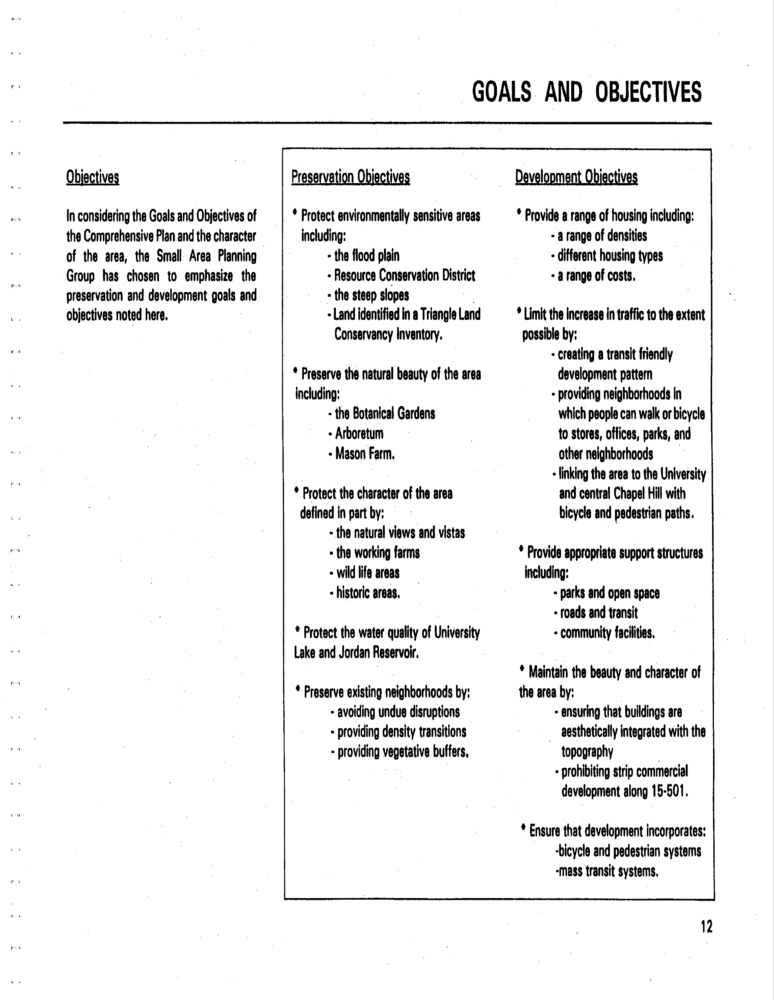 GOALS AND OBJECTIVES
Objectives
In considering the Goals and Objectives of
the Comprehensive Plan and the character
of the area, the Small Area Planning
Group has chosen to emphasize the
preservation and development goals and
objectives noted here.
Preservation Objectives
* Protect environmentally sensitive areas
including:
- the flood plain
- Resource Conservation District
- the steep slopes
- Land identified in a Triangle Land
Conservancy Inventory.
* Preserve the natural beauty of the area
including:
- the Botanical Gardens
- Arboretum
- Mason Farm.
* Protect the character of the area
defined in part by:
- the natural views and vistas
- the working farms
- wild life areas
- historic areas.
* Protect the water quality of University
Lake and Jordan Reservoir.
* Preserve existing neighborhoods by:
- avoiding undue disruptions
- providing density transitions
- providing vegetative buffers.
Development Objectives
* Provide a range of housing including:
- a range of densities
- different housing types
- a range of costs.
* Limit the increase in traffic to the extent
possible by:
- creating a transit friendly
development pattern
- providing neighborhoods in
which people can walk or bicycle
to stores, offices, parks, and
other neighborhoods
- linking the area to the University
and central Chapel Hill with
bicycle and pedestrian paths.
* Provide appropriate support structures
including:
- parks and open space
- roads and transit
- community facilities.
* Maintain the beauty and character of
the area by:
- ensuring that buildings are
aesthetically integrated with the
topography
- prohibiting strip commercial
development along 15-501.
* Ensure that development incorporates:
-bicycle and pedestrian systems
-mass transit systems.
12